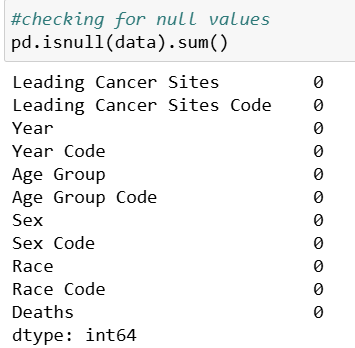 #checking for null values
pd.isnull(data).sum()
Leading Cancer Sites 0
Leading Cancer Sites Code 0
Year 0
Year Code 0
Age Group 0
Age Group Code 0
Sex 0
Sex Code 0
Race 0
Race Code 0
Deaths 0
dtype: int64